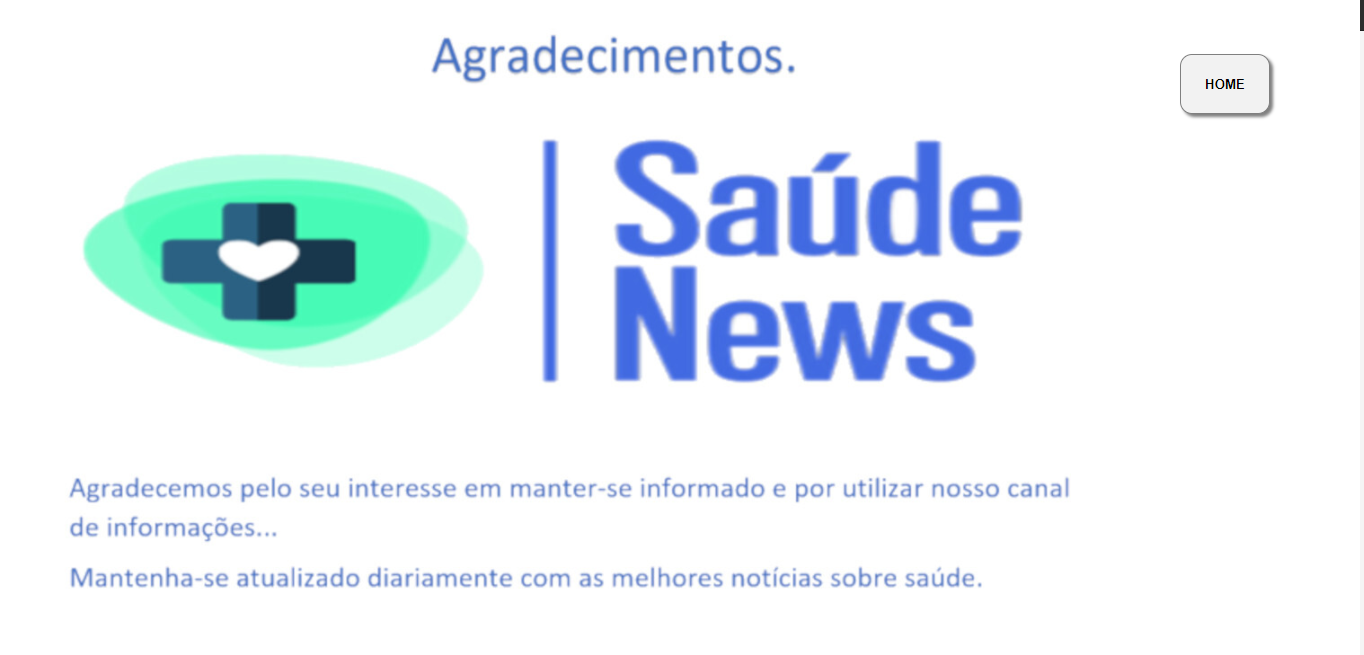 Agradecimentos.
HOME
Saúde
News
Agradecemos pelo seu interesse em manter-se informado e por utilizar nosso canal
de informações...
Mantenha-se atualizado diariamente com as melhores notícias sobre saúde.